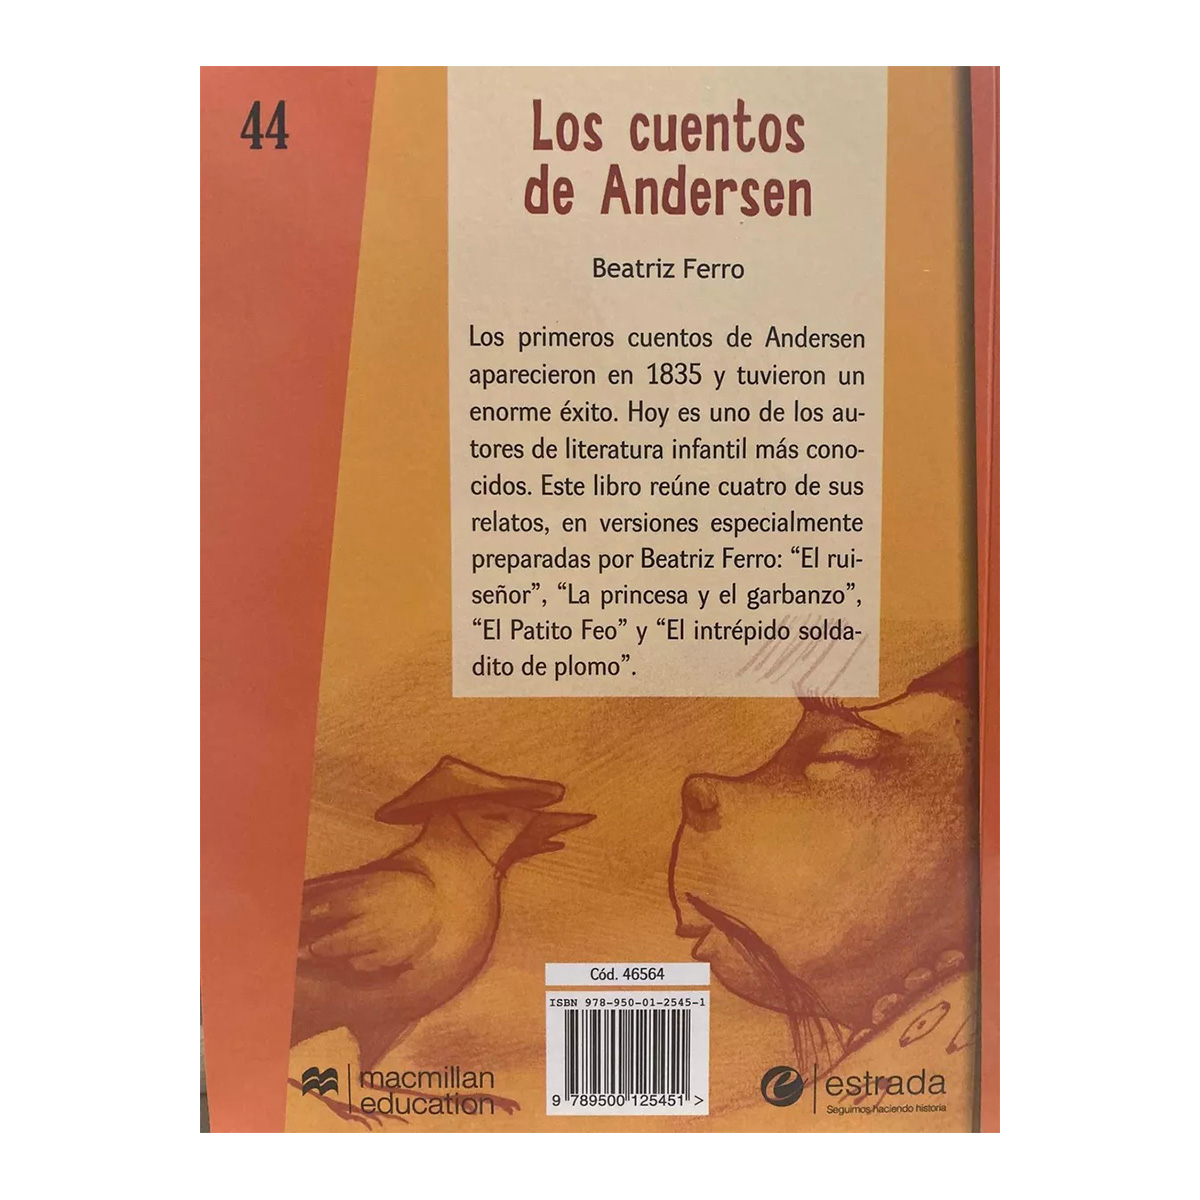 44
Los cuentos
de Andersen
Beatriz Ferro
Los primeros cuentos de Andersen
aparecieron en 1835 y tuvieron un
enorme éxito. Hoy es uno de los au-
tores de literatura infantil más cono-
cidos. Este libro reúne cuatro de sus
relatos, en versiones especialmente
preparadas por Beatriz Ferro: “El rui-
señor”, “La princesa y el garbanzo”,
“El Patito Feo” y “El intrépido solda-
dito de plomo”.
Cód. 46564
ISBN 978-950-01-2545-1
9 789500 125451 >
macmillan
education
estrada
Seguimos haciendo historia